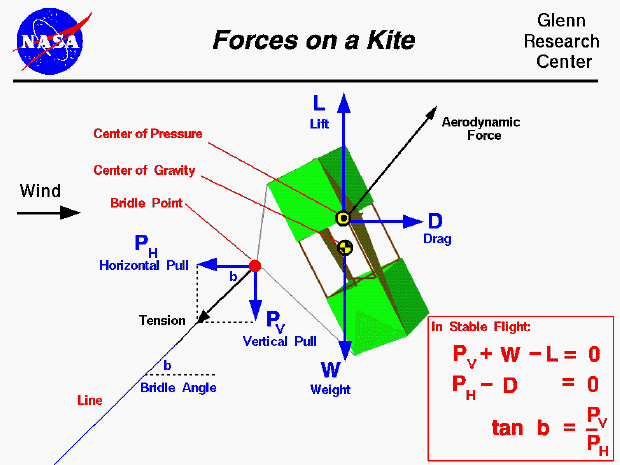 NASA
Forces on a Kite
Glenn
Research
Center
L
Lift
Aerodynamic
Force
Center of Pressure
Center of Gravity
Bridle Point
Wind
D
Drag
P_H
Horizontal Pull
b
Tension
P_V
Vertical Pull
W
Weight
b
Bridle Angle
Line
In Stable Flight:
P_V + W - L = 0
P_H - D = 0
tan b = P_V / P_H